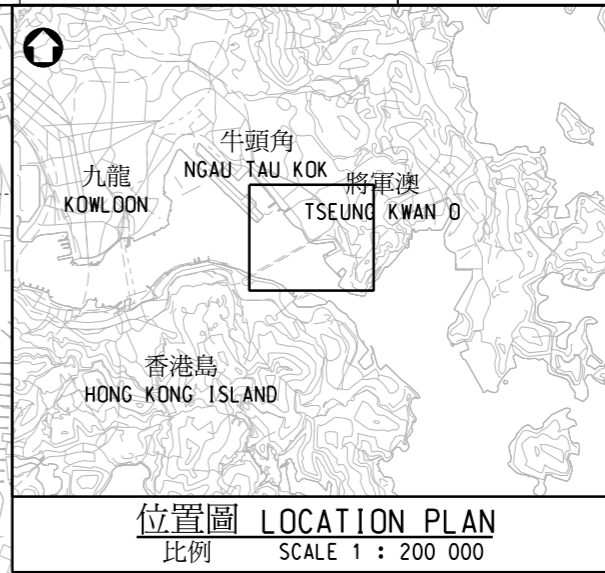 牛頭角
NGAU TAU KOK
九龍
KOWLOON
將軍澳
TSEUNG KWAN O
香港島
HONG KONG ISLAND
位置圖 LOCATION PLAN
比例 SCALE 1 : 200 000